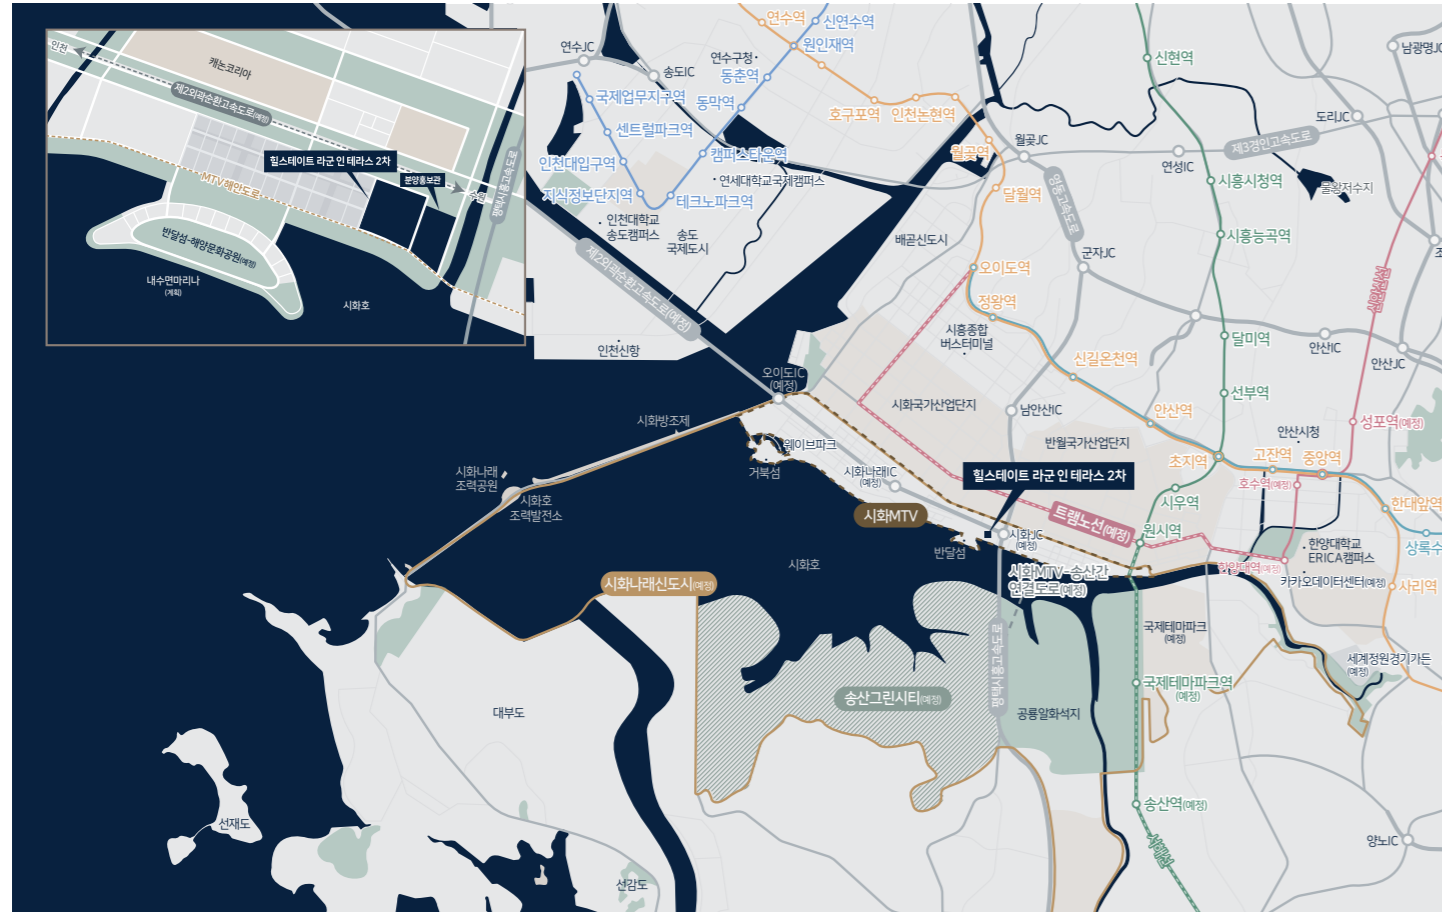 인천
캐논코리아
제2외곽순환고속도로(예정)
힐스테이트 라군 인 테라스 2차
분양홍보관
수원
평택시흥고속도로
MTV해안도로
반달섬-해양문화공원(예정)
내수면마리나
(계획)
시화호
연수역
신연수역
원인재역
연수JC
송도IC
연수구청
동춘역
국제업무지구역
동막역
센트럴파크역
캠퍼스타운역
인천대입구역
연세대학교국제캠퍼스
지식정보단지역
테크노파크역
인천대학교
송도캠퍼스
송도
국제도시
제2외곽순환고속도로(예정)
인천신항
호구포역
인천논현역
월곶역
월곶JC
달월역
영동고속도로
배곧신도시
군자JC
오이도역
정왕역
시흥종합
버스터미널
신길온천역
신현역
남광명JC
도리JC
제3경인고속도로
연성IC
물왕저수지
시흥시청역
시흥능곡역
신안산선
달미역
안산IC
안산JC
선부역
오이도IC
(예정)
시화방조제
시화국가산업단지
남안산IC
안산역
반월국가산업단지
성포역(예정)
안산시청
초지역
고잔역
중앙역
호수역(예정)
한대앞역
웨이브파크
거북섬
시화나래IC
(예정)
힐스테이트 라군 인 테라스 2차
시화나래
조력공원
시화호
조력발전소
시화MTV
시우역
트램노선(예정)
원시역
시화JC
(예정)
반달섬
한양대학교
ERICA캠퍼스
상록수
한양대역(예정)
카카오데이터센터(예정)
사리역
시화호
시화MTV-송산간
연결도로(예정)
시화나래신도시(예정)
국제테마파크
(예정)
평택시흥고속도로
세계정원경기가든
(예정)
송산그린시티(예정)
국제테마파크역
(예정)
공룡알화석지
대부도
송산역(예정)
서해선
선재도
양노IC
선감도